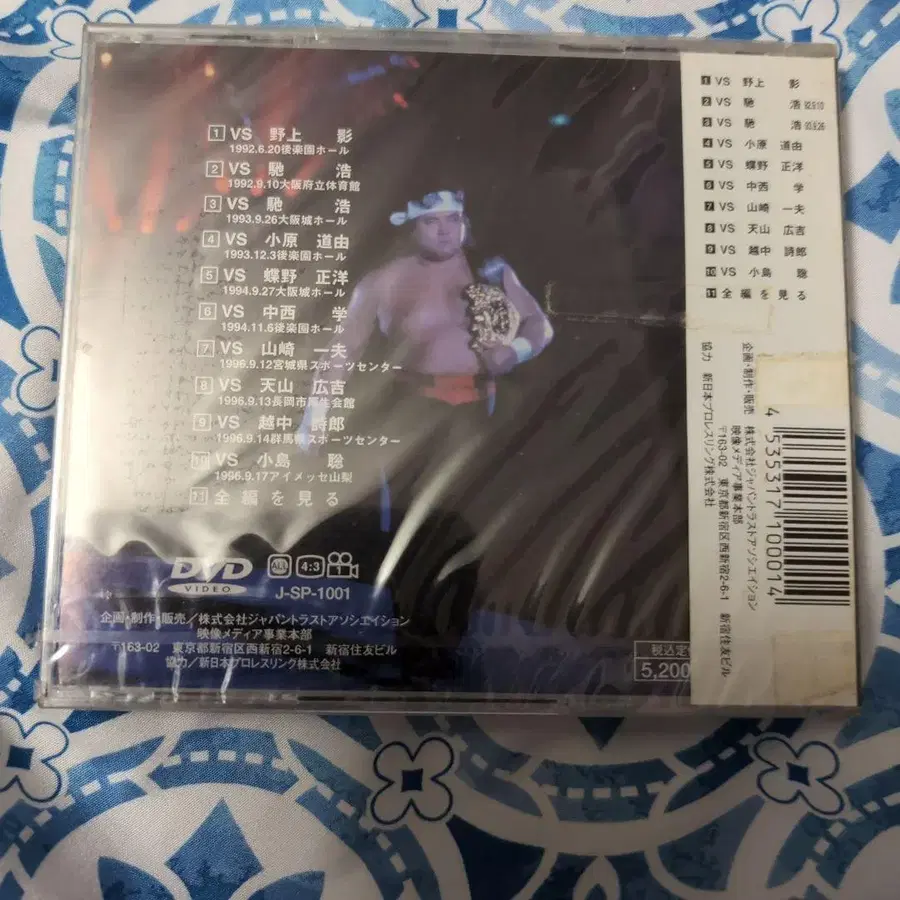 1 VS 野上 影
1992.6.20後楽園ホール
2 VS 馳 浩
1992.9.10大阪府立体育館
3 VS 馳 浩
1993.9.26大阪城ホール
4 VS 小原 道由
1993.12.3後楽園ホール
5 VS 蝶野 正洋
1994.9.27大阪城ホール
6 VS 中西 学
1994.11.6後楽園ホール
7 VS 山崎 一夫
1996.9.12宮城県スポーツセンター
8 VS 天山 広吉
1996.9.13長岡市厚生会館
9 VS 越中 詩郎
1996.9.14群馬県スポーツセンター
10 VS 小島 聡
1996.9.17アイメッセ山梨
11 全編を見る
DVD
VIDEO
ALL
4:3
J-SP-1001
企画・制作・販売／株式会社ジャパントラストアソシエイション
映像メディア事業本部
〒163-02 東京都新宿区西新宿2-6-1 新宿住友ビル
協力／新日本プロレスリング株式会社
税込定
5,200
1 VS 野上 影
2 VS 馳 浩 92.9.10
3 VS 馳 浩 93.9.26
4 VS 小原 道由
5 VS 蝶野 正洋
6 VS 中西 学
7 VS 山崎 一夫
8 VS 天山 広吉
9 VS 越中 詩郎
10 VS 小島 聡
11 全編を見る
企画・制作・販売 株式会社ジャパントラストアソシエイション
映像メディア事業本部
〒163-02 東京都新宿区西新宿2-6-1 新宿住友ビル
協力 新日本プロレスリング株式会社
4 535317 100014